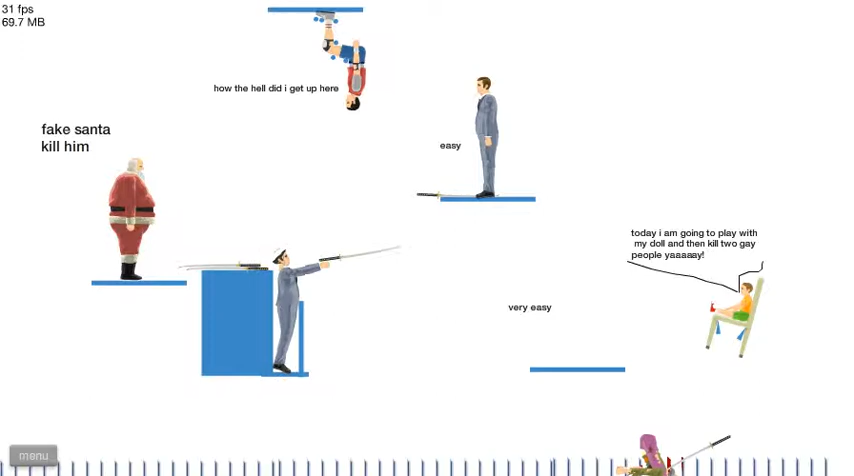 31 fps
69.7 MB
how the hell did i get up here
fake santa
kill him
easy
today i am going to play with
my doll and then kill two gay
people yaaaaay!
very easy
menu